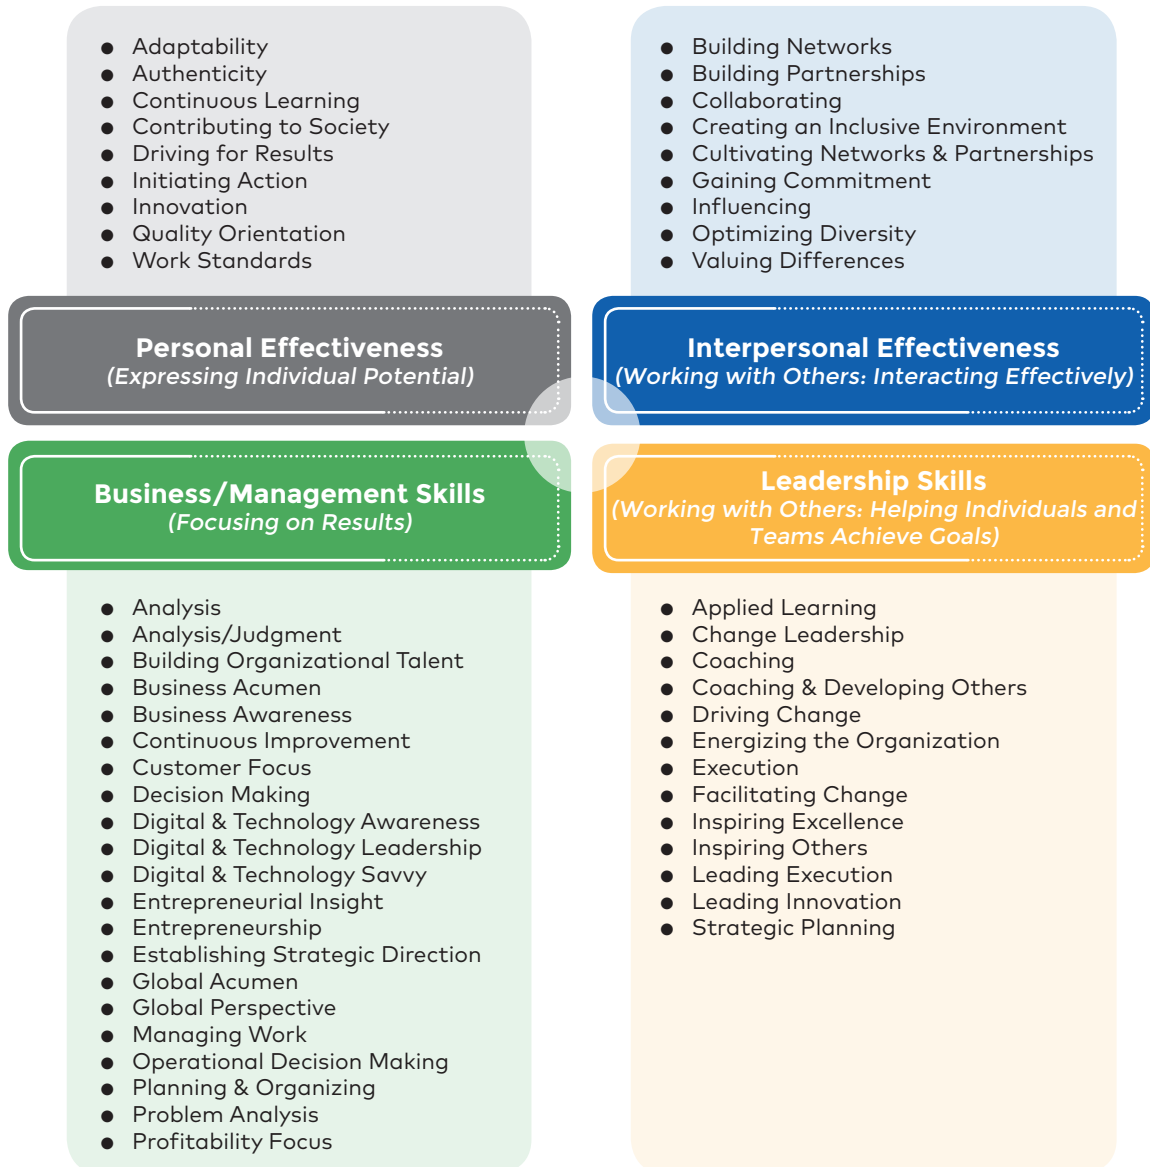 ● Adaptability
● Authenticity
● Continuous Learning
● Contributing to Society
● Driving for Results
● Initiating Action
● Innovation
● Quality Orientation
● Work Standards
Personal Effectiveness
(Expressing Individual Potential)
● Building Networks
● Building Partnerships
● Collaborating
● Creating an Inclusive Environment
● Cultivating Networks & Partnerships
● Gaining Commitment
● Influencing
● Optimizing Diversity
● Valuing Differences
Interpersonal Effectiveness
(Working with Others: Interacting Effectively)
Business/Management Skills
(Focusing on Results)
● Analysis
● Analysis/Judgment
● Building Organizational Talent
● Business Acumen
● Business Awareness
● Continuous Improvement
● Customer Focus
● Decision Making
● Digital & Technology Awareness
● Digital & Technology Leadership
● Digital & Technology Savvy
● Entrepreneurial Insight
● Entrepreneurship
● Establishing Strategic Direction
● Global Acumen
● Global Perspective
● Managing Work
● Operational Decision Making
● Planning & Organizing
● Problem Analysis
● Profitability Focus
Leadership Skills
(Working with Others: Helping Individuals and
Teams Achieve Goals)
● Applied Learning
● Change Leadership
● Coaching
● Coaching & Developing Others
● Driving Change
● Energizing the Organization
● Execution
● Facilitating Change
● Inspiring Excellence
● Inspiring Others
● Leading Execution
● Leading Innovation
● Strategic Planning